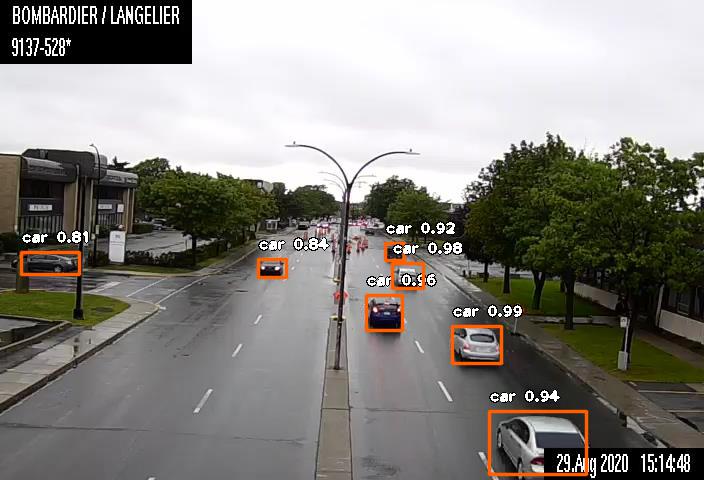 BOMBARDIER / LANGELIER
9137-528*
car 0.92
car 0.81
car 0.84
car 0.98
car 0.96
car 0.99
car 0.94
29.Aug 2020 15:14:48